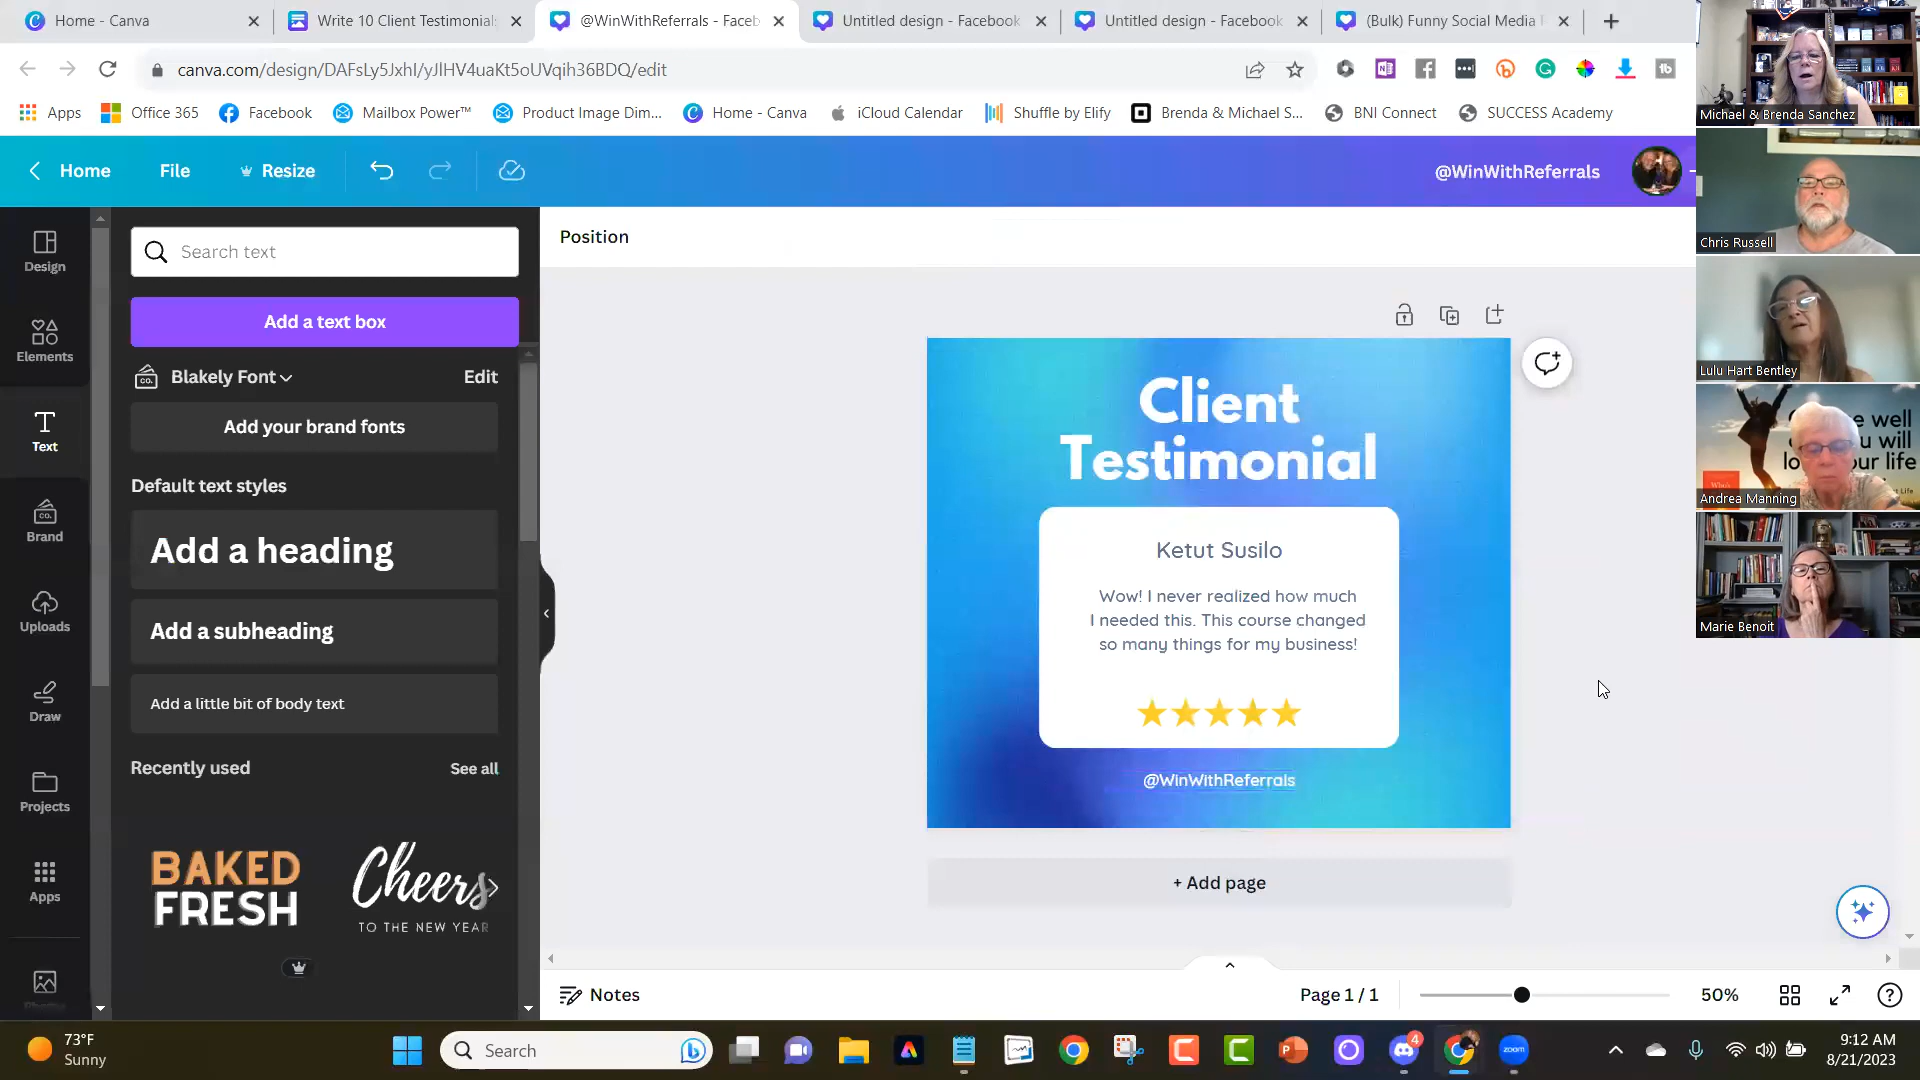 Home - Canva
Write 10 Client Testimonial
@WinWithReferrals - Faceb
Untitled design - Facebook
Untitled design - Facebook
(Bulk) Funny Social Media
canva.com/design/DAFsLy5JxhI/yJlHV4uaKt5oUVqih36BDQ/edit
Apps
Office 365
Facebook
Mailbox Power™
Product Image Dim...
Home - Canva
iCloud Calendar
Shuffle by Elify
Brenda & Michael S...
BNI Connect
SUCCESS Academy
Home
File
Resize
@WinWithReferrals
Design
Elements
Text
Brand
Uploads
Draw
Projects
Apps
Search text
Add a text box
Blakely Font
Edit
Add your brand fonts
Default text styles
Add a heading
Add a subheading
Add a little bit of body text
Recently used
See all
BAKED
FRESH
Cheers
TO THE NEW YEAR
Position
Client
Testimonial
Ketut Susilo
Wow! I never realized how much
I needed this. This course changed
so many things for my business!
@WinWithReferrals
+ Add page
Notes
Page 1 / 1
50%
Michael & Brenda Sanchez
Chris Russell
Lulu Hart Bentley
Andrea Manning
Marie Benoit
73°F
Sunny
Search
4
zoom
9:12 AM
8/21/2023